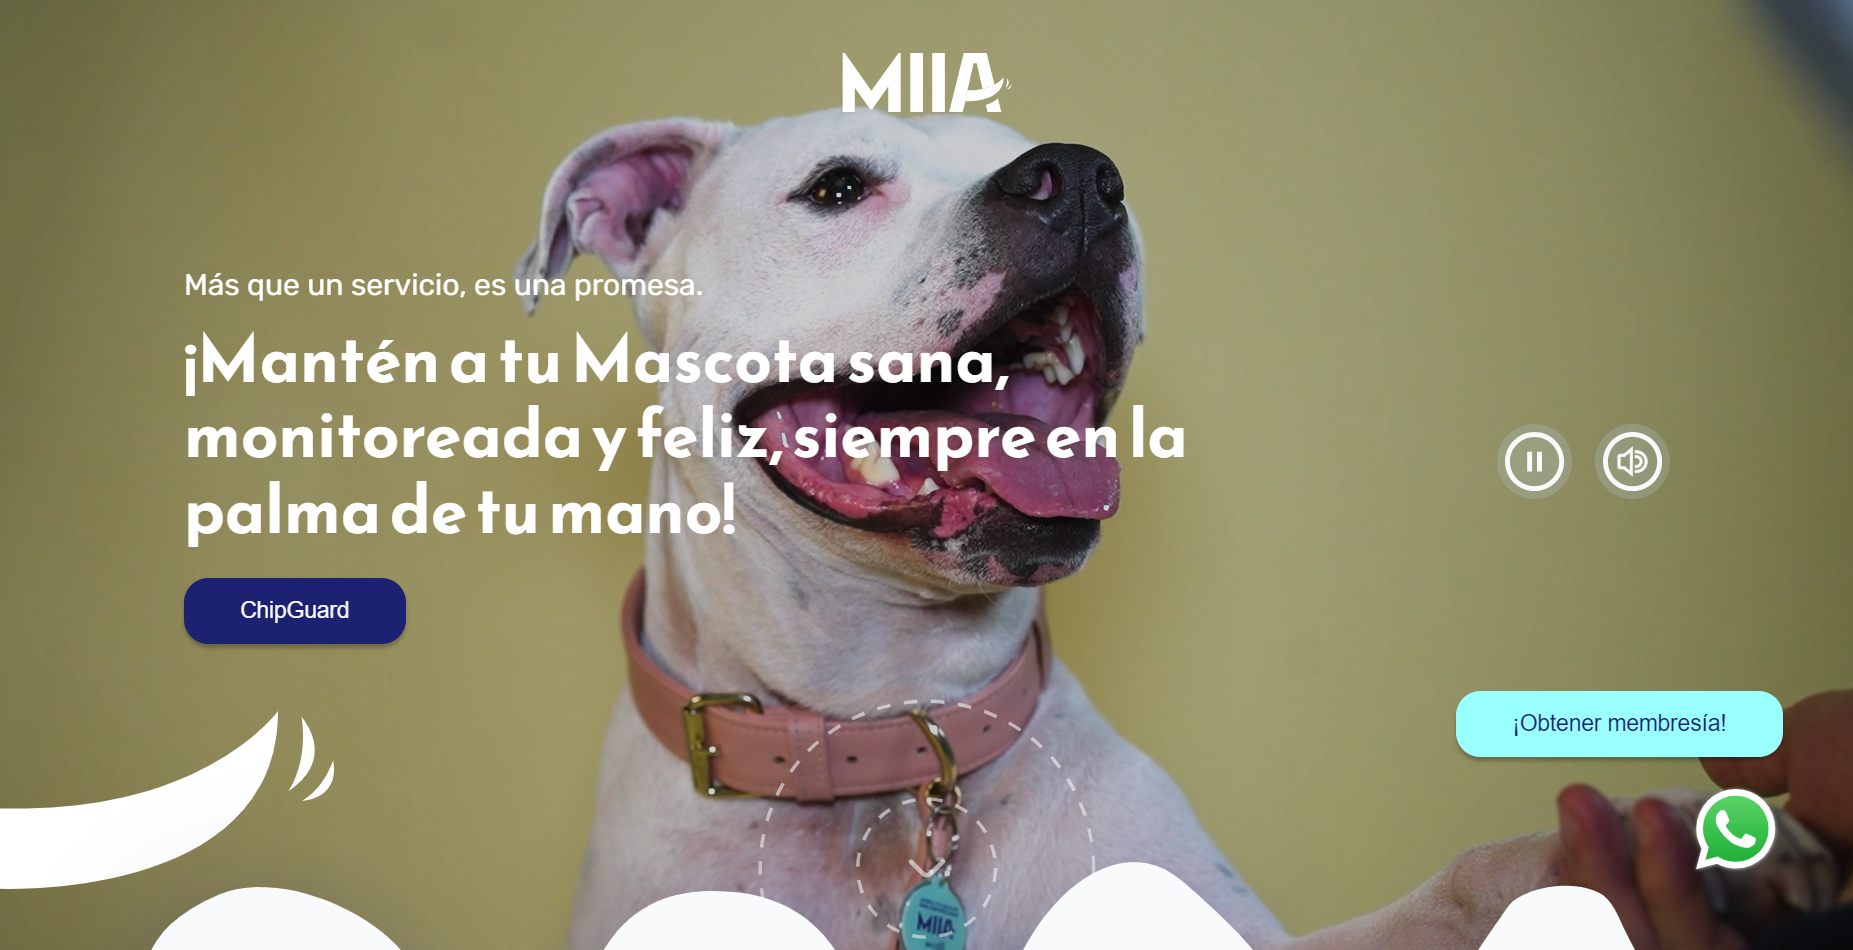 MIIA
Más que un servicio, es una promesa.
¡Mantén a tu Mascota sana,
monitoreada y feliz, siempre en la
palma de tu mano!
ChipGuard
¡Obtener membresía!
MIIA